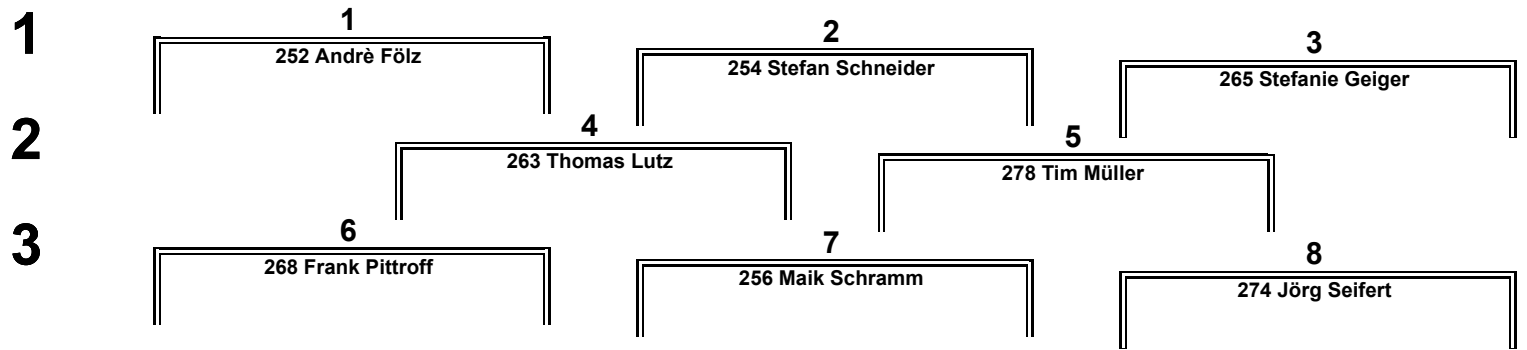 1
1
252 Andrè Fölz
2
254 Stefan Schneider
3
265 Stefanie Geiger
2
4
263 Thomas Lutz
5
278 Tim Müller
3
6
268 Frank Pittroff
7
256 Maik Schramm
8
274 Jörg Seifert